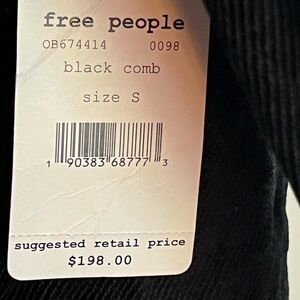 free people
OB674414 0098
black comb
size S
1 90383 68777 3
suggested retail price
$198.00